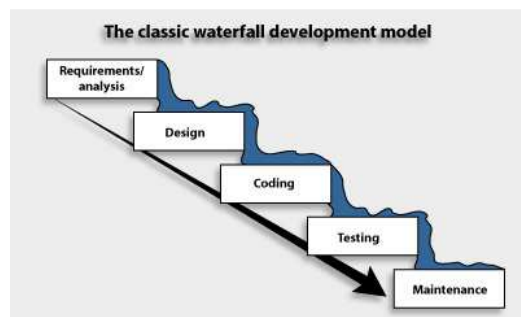 The classic waterfall development model
Requirements/
analysis
Design
Coding
Testing
Maintenance